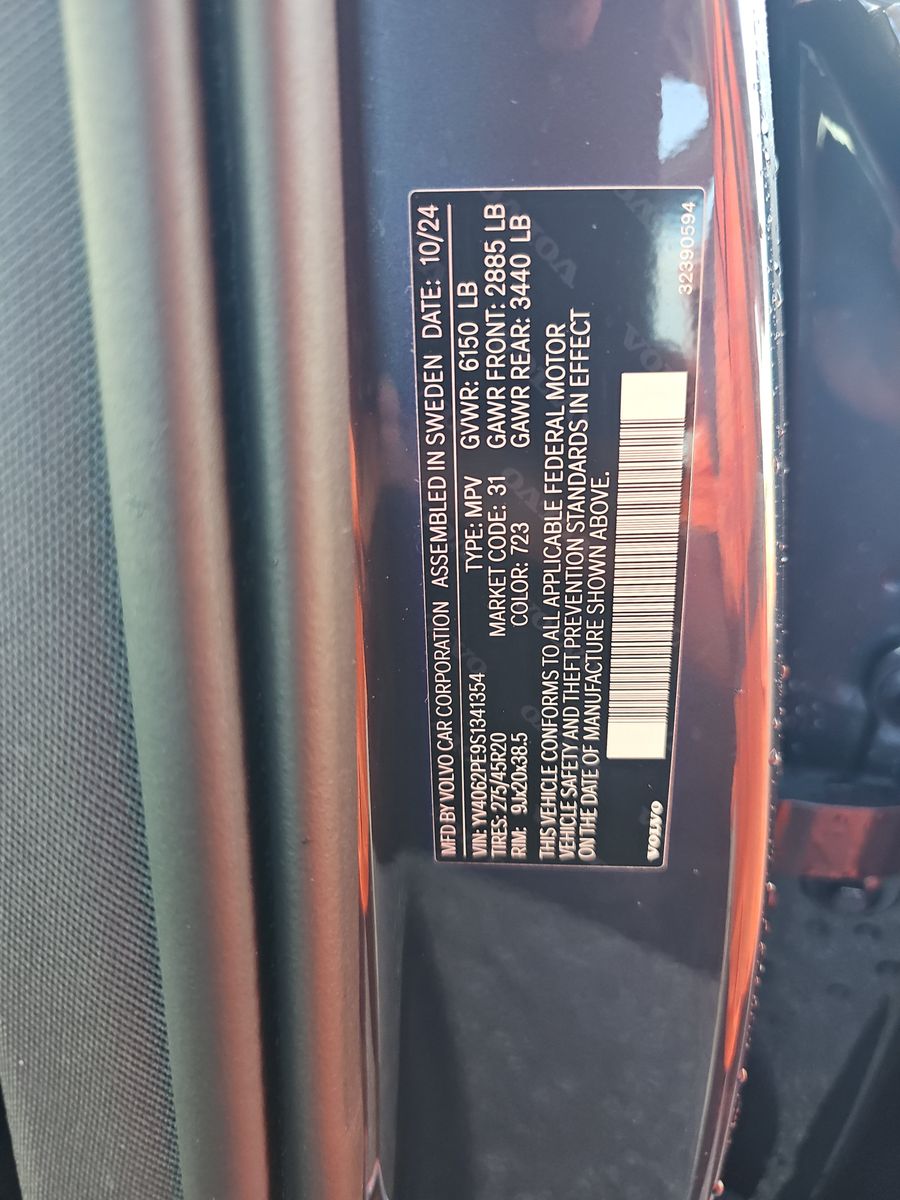 MFD BY VOLVO CAR CORPORATION ASSEMBLED IN SWEDEN DATE: 10/24
VIN: YV4062PE9S1341354 TYPE: MPV GVWR: 6150 LB
TIRES: 275/45R20 MARKET CODE: 31 GAWR FRONT: 2885 LB
RIM: 9Jx20x38.5 COLOR: 723 GAWR REAR: 3440 LB
THIS VEHICLE CONFORMS TO ALL APPLICABLE FEDERAL MOTOR
VEHICLE SAFETY AND THEFT PREVENTION STANDARDS IN EFFECT
ON THE DATE OF MANUFACTURE SHOWN ABOVE.
VOLVO 32390594